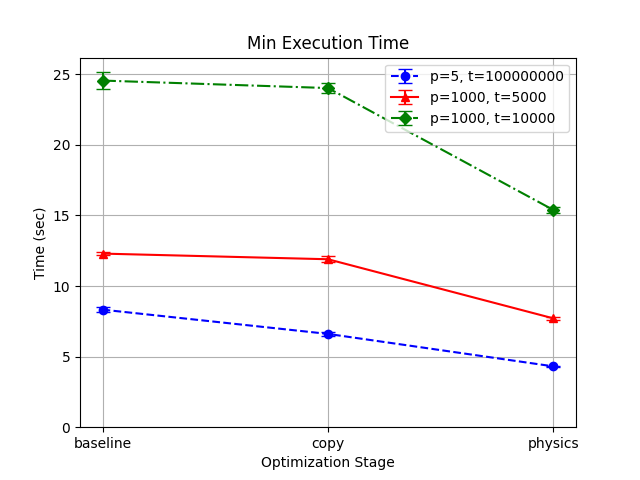 Min Execution Time
p=5, t=100000000
p=1000, t=5000
p=1000, t=10000
Time (sec)
25
20
15
10
5
0
baseline copy physics
Optimization Stage